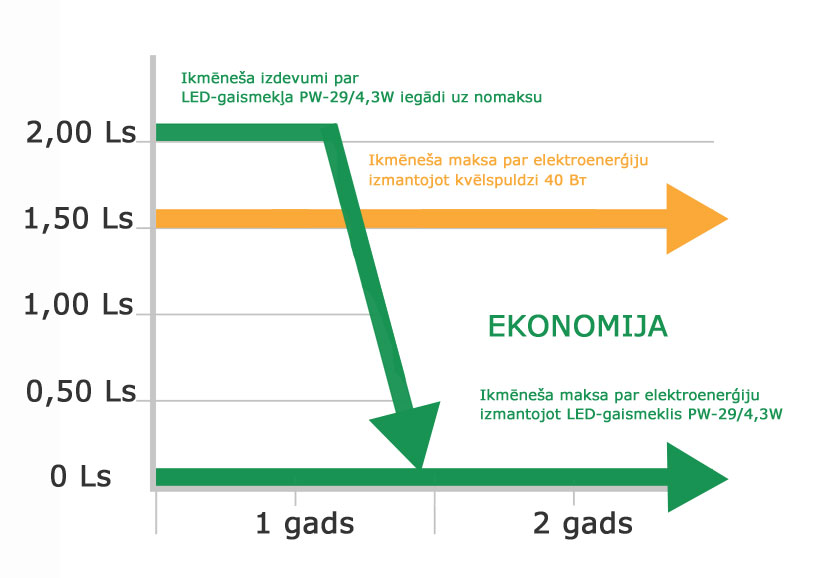 Ikmēneša izdevumi par
LED-gaismekļa PW-29/4,3W iegādi uz nomaksu
2,00 Ls
Ikmēneša maksa par elektroenerģiju
izmantojot kvēlspuldzi 40 Вт
1,50 Ls
1,00 Ls
EKONOMIJA
0,50 Ls
Ikmēneša maksa par elektroenerģiju
izmantojot LED-gaismeklis PW-29/4,3W
0 Ls
1 gads
2 gads